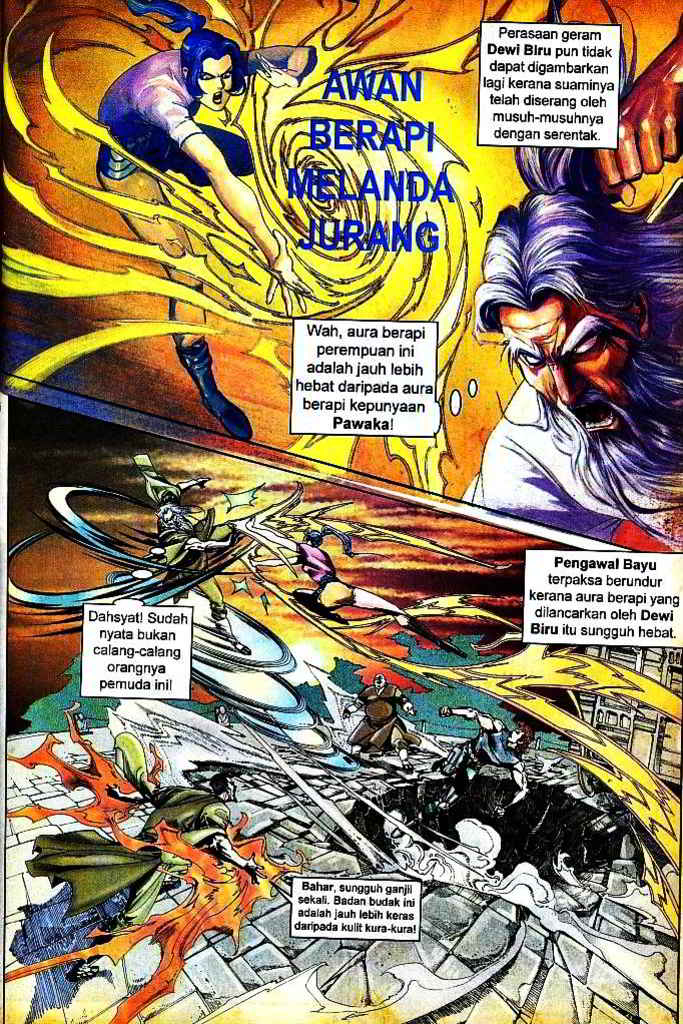 Perasaan geram
Dewi Biru pun tidak
dapat digambarkan
lagi kerana suaminya
telah diserang oleh
musuh-musuhnya
dengan serentak.
AWAN
BERAPI
MELANDA
JURANG
Wah, aura berapi
perempuan ini
adalah jauh lebih
hebat daripada aura
berapi kepunyaan
Pawaka!
Pengawal Bayu
terpaksa berundur
kerana aura berapi yang
dilancarkan oleh Dewi
Biru itu sungguh hebat.
Dahsyat! Sudah
nyata bukan
calang-calang
orangnya
pemuda ini!
Bahar, sungguh ganjil
sekali. Badan budak ini
adalah jauh lebih keras
daripada kulit kura-kura!